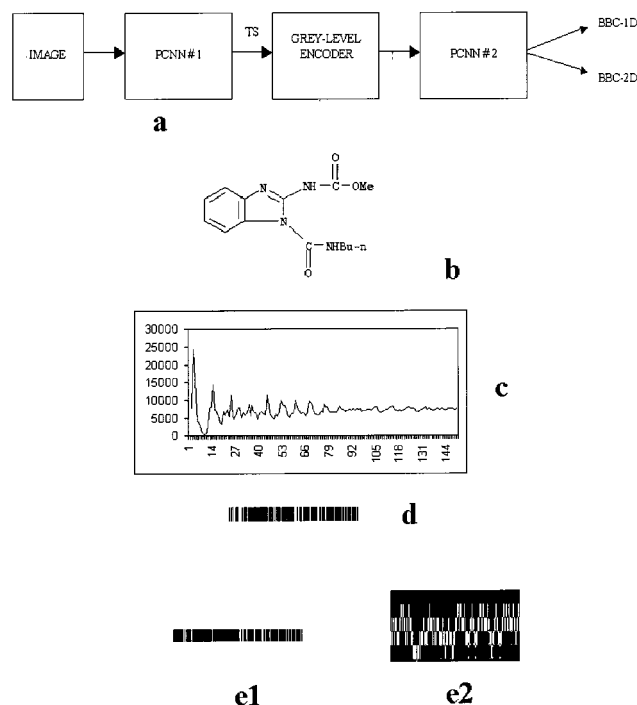 IMAGE
PCNN#1
TS
GREY-LEVEL
ENCODER
PCNN#2
BBC-1D
BBC-2D
a
O
N
NH
C
OMe
N
C
NHBu-n
O
b
30000
25000
20000
15000
10000
5000
0
1
14
27
40
53
66
79
92
105
118
131
144
c
d
e1
e2